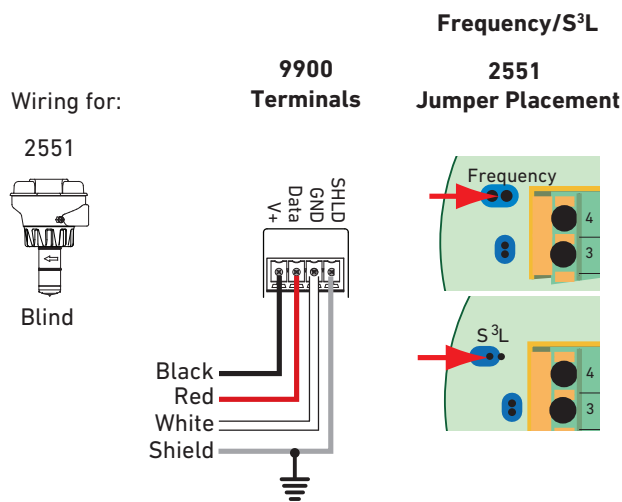 Frequency/S³L
9900
Terminals
2551
Jumper Placement
Wiring for:
2551
Blind
V+
Data
GND
SHLD
Black
Red
White
Shield
Frequency
4
3
S³L
4
3